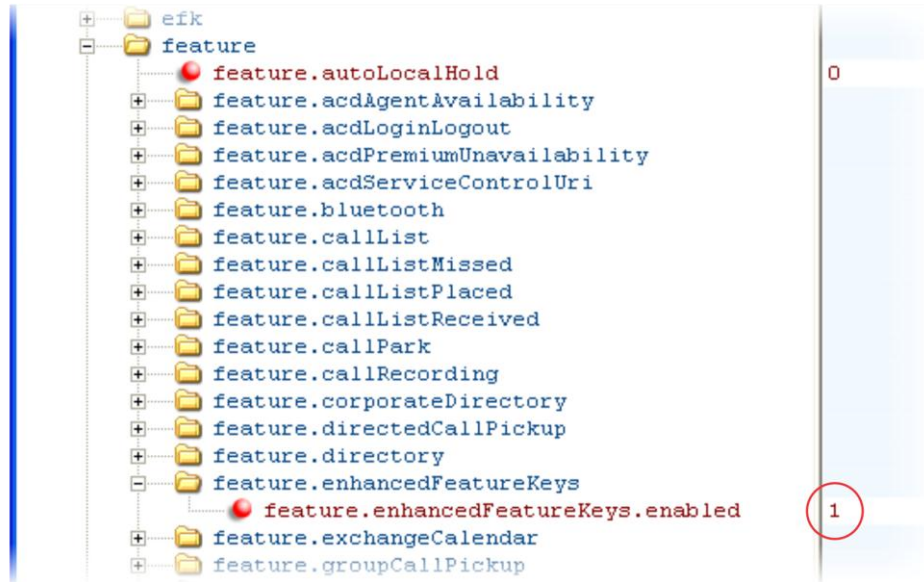 efk
feature
feature.autoLocalHold 0
feature.acdAgentAvailability
feature.acdLoginLogout
feature.acdPremiumUnavailability
feature.acdServiceControlUri
feature.bluetooth
feature.callList
feature.callListMissed
feature.callListPlaced
feature.callListReceived
feature.callPark
feature.callRecording
feature.corporateDirectory
feature.directedCallPickup
feature.directory
feature.enhancedFeatureKeys
feature.enhancedFeatureKeys.enabled 1
feature.exchangeCalendar
feature.groupCallPickup